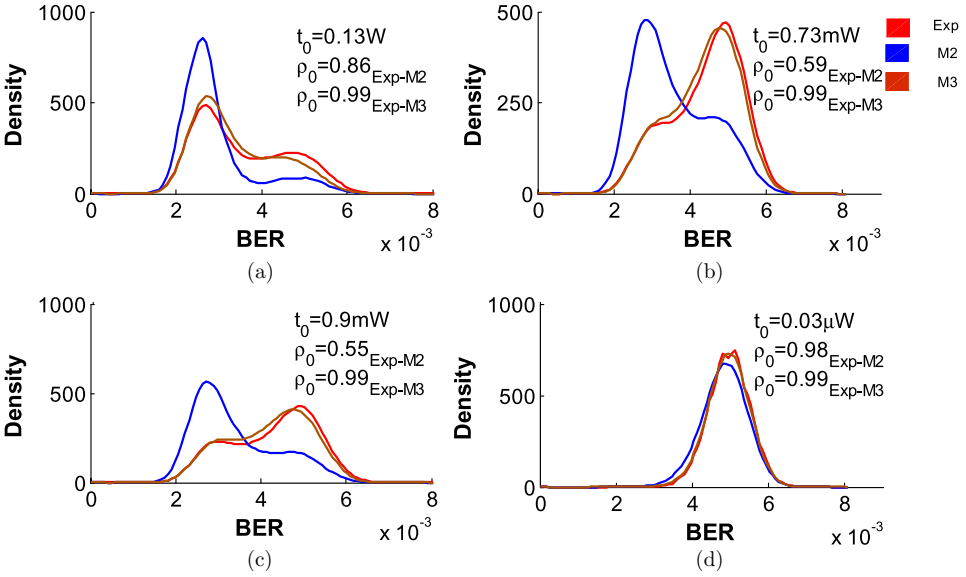 1000
500
0
Density
0 2 4 6 8
BER
x 10⁻³
t₀=0.13W
ρ₀=0.86Exp-M2
ρ₀=0.99Exp-M3
(a)
500
250
0
Density
0 2 4 6 8
BER
x 10⁻³
t₀=0.73mW
ρ₀=0.59Exp-M2
ρ₀=0.99Exp-M3
(b)
Exp
M2
M3
1000
500
0
Density
0 2 4 6 8
BER
x 10⁻³
t₀=0.9mW
ρ₀=0.55Exp-M2
ρ₀=0.99Exp-M3
(c)
1000
500
0
Density
0 2 4 6 8
BER
x 10⁻³
t₀=0.03μW
ρ₀=0.98Exp-M2
ρ₀=0.99Exp-M3
(d)